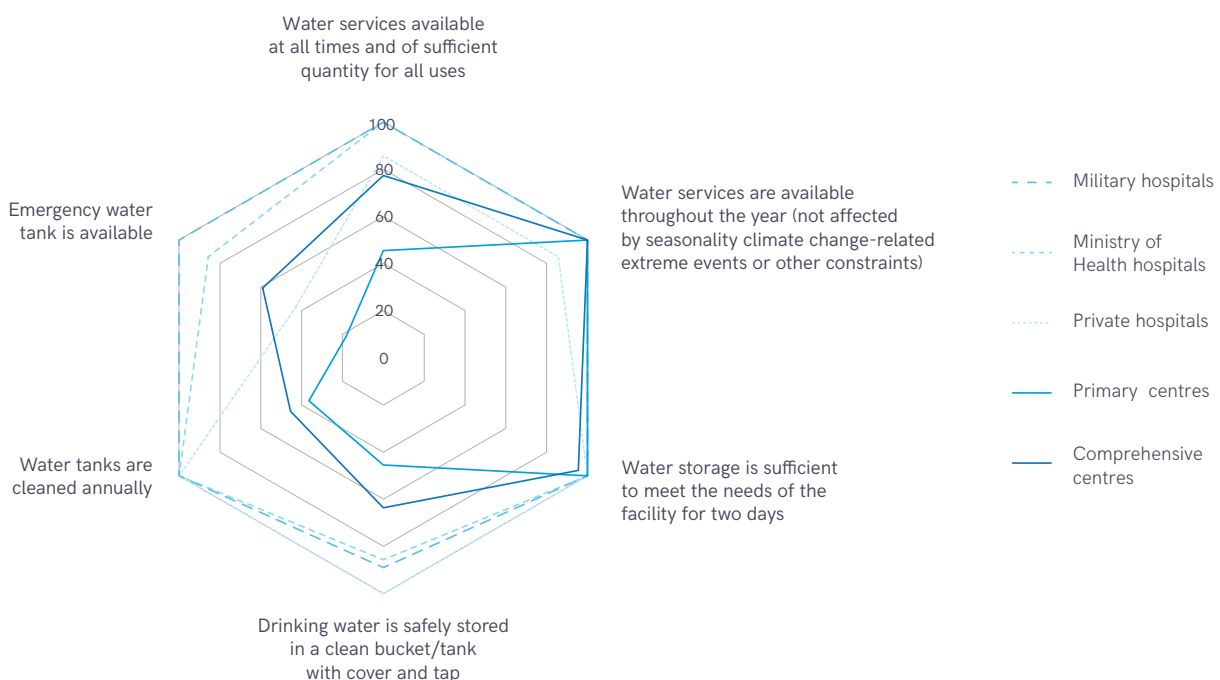 Water services available
at all times and of sufficient
quantity for all uses
100
80
60
40
20
0
Water services are available
throughout the year (not affected
by seasonality climate change-related
extreme events or other constraints)
Water storage is sufficient
to meet the needs of the
facility for two days
Drinking water is safely stored
in a clean bucket/tank
with cover and tap
Water tanks are
cleaned annually
Emergency water
tank is available
Military hospitals
Ministry of
Health hospitals
Private hospitals
Primary centres
Comprehensive
centres